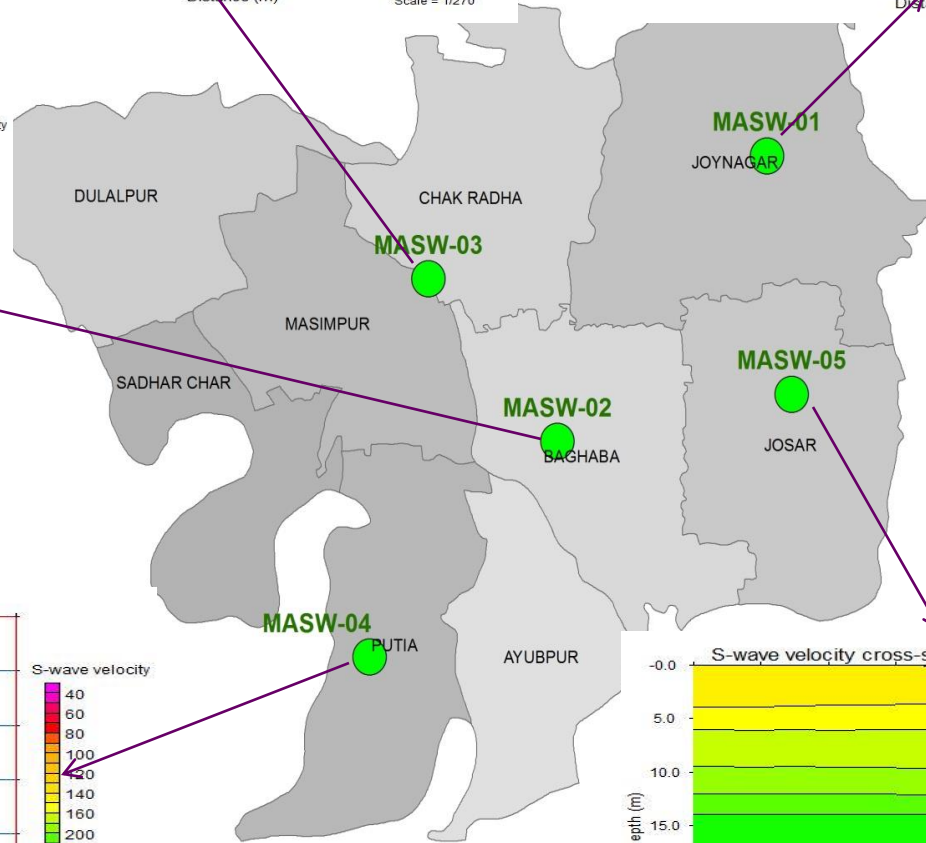 Scale = 1/270
MASW-01
JOYNAGAR
DULALPUR
CHAK RADHA
MASW-03
MASIMPUR
MASW-05
SADHAR CHAR
MASW-02
JOSAR
BAGHABA
MASW-04
PUTIA
AYUBPUR
S-wave velocity
40
60
80
100
120
140
160
200
S-wave velocity cross-s
-0.0
5.0
10.0
15.0
epth (m)